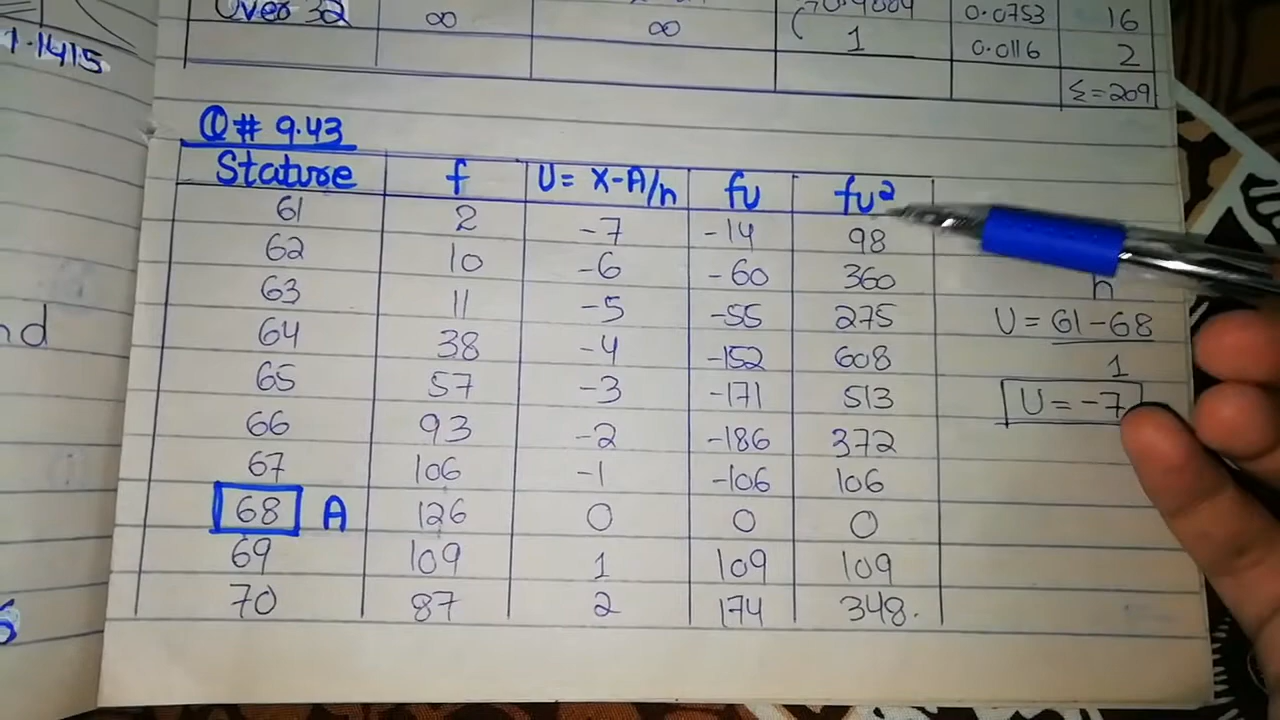 Over 32 ∞ ∞ 0.0753 16
1.1415
( 1 0.0116 2
Σ=209
Q# 9.43
Stature f U= X-A/h fu fu²
61 2 -7 -14 98
62 10 -6 -60 360
63 11 -5 -55 275
64 38 -4 -152 608
65 57 -3 -171 513
66 93 -2 -186 372
67 106 -1 -106 106
68 A 126 0 0 0
69 109 1 109 109
70 87 2 174 348.
h
U = 61-68
1
U = -7
nd